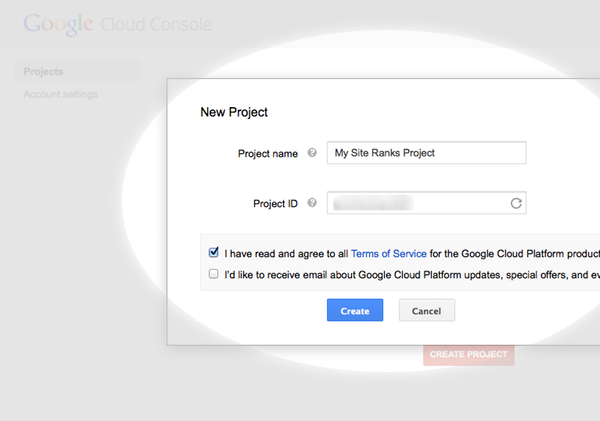 Google Cloud Console
Projects
Account settings
New Project
Project name
My Site Ranks Project
Project ID
I have read and agree to all Terms of Service for the Google Cloud Platform product
I'd like to receive email about Google Cloud Platform updates, special offers, and ev
Create
Cancel
CREATE PROJECT